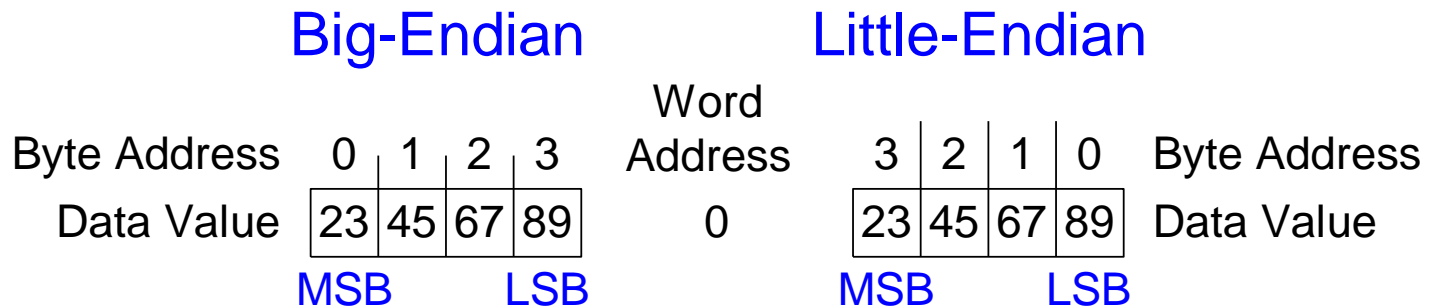 Big-Endian Little-Endian
Word
Byte Address 0 1 2 3 Address 3 2 1 0 Byte Address
Data Value 23 45 67 89 0 23 45 67 89 Data Value
MSB LSB MSB LSB